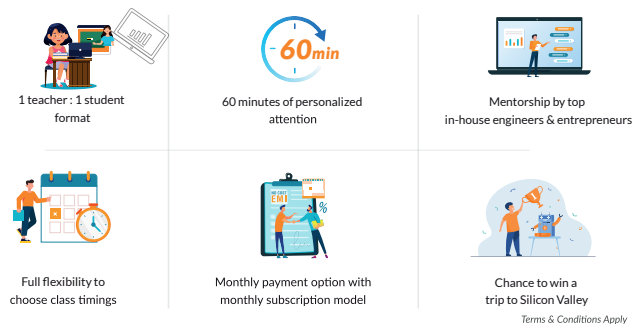 60min
1 teacher : 1 student
format
60 minutes of personalized
attention
Mentorship by top
in-house engineers & entrepreneurs
NO COST
EMI
%
Full flexibility to
choose class timings
Monthly payment option with
monthly subscription model
Chance to win a
trip to Silicon Valley
Terms & Conditions Apply